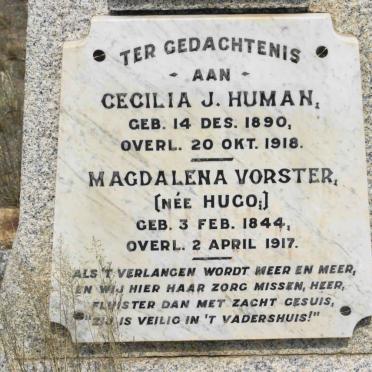 TER GEDACHTENIS
- AAN -
CECILIA J. HUMAN,
GEB. 14 DES. 1890,
OVERL. 20 OKT. 1918.
MAGDALENA VORSTER,
(NÉE HUGO,)
GEB. 3 FEB. 1844,
OVERL. 2 APRIL 1917.
ALS 'T VERLANGEN WORDT MEER EN MEER,
EN WIJ HIER HAAR ZORG MISSEN, HEER,
FLUISTER DAN MET ZACHT GESUIS,
"ZIJ IS VEILIG IN 'T VADERSHUIS!"